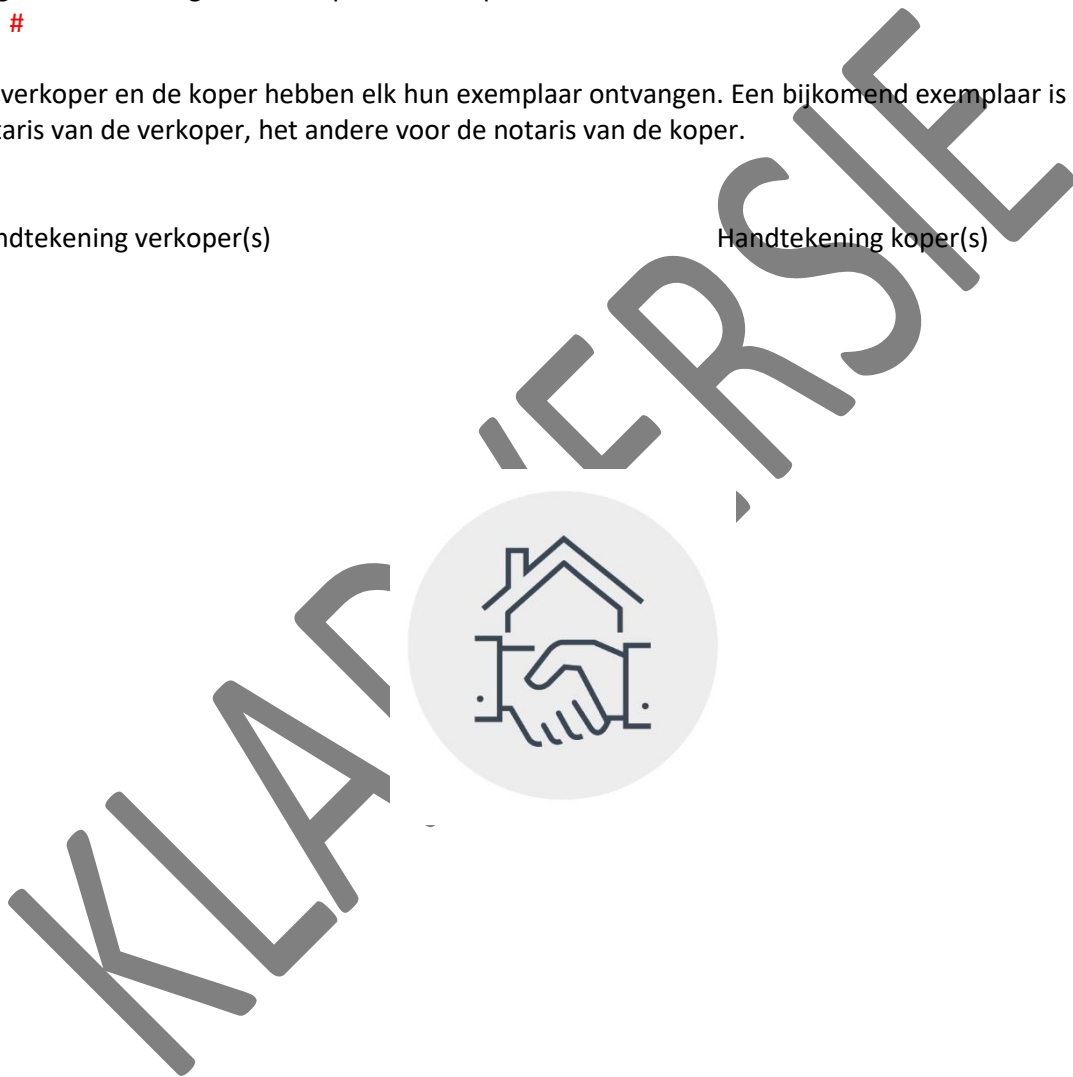 #
verkoper en de koper hebben elk hun exemplaar ontvangen. Een bijkomend exemplaar is
taris van de verkoper, het andere voor de notaris van de koper.
ndtekening verkoper(s) Handtekening koper(s)
KLADVERSIE